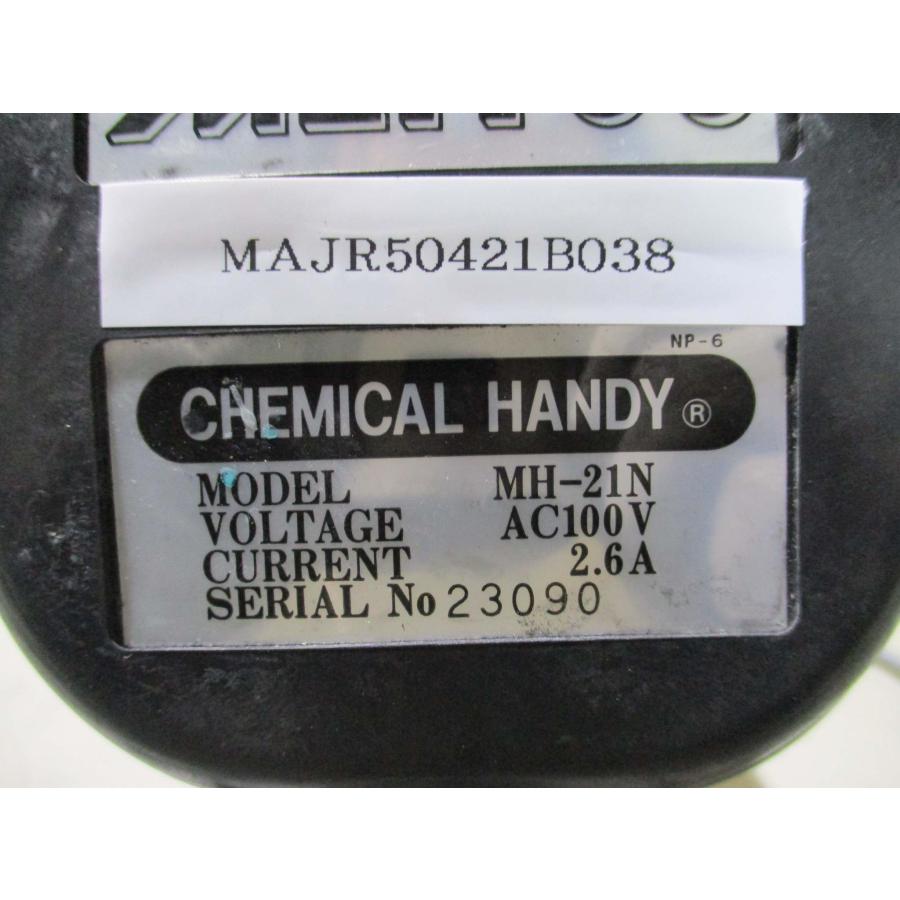 MAJR50421B038
NP-6
CHEMICAL HANDY ®
MODEL MH-21N
VOLTAGE AC100V
CURRENT 2.6A
SERIAL No 23090